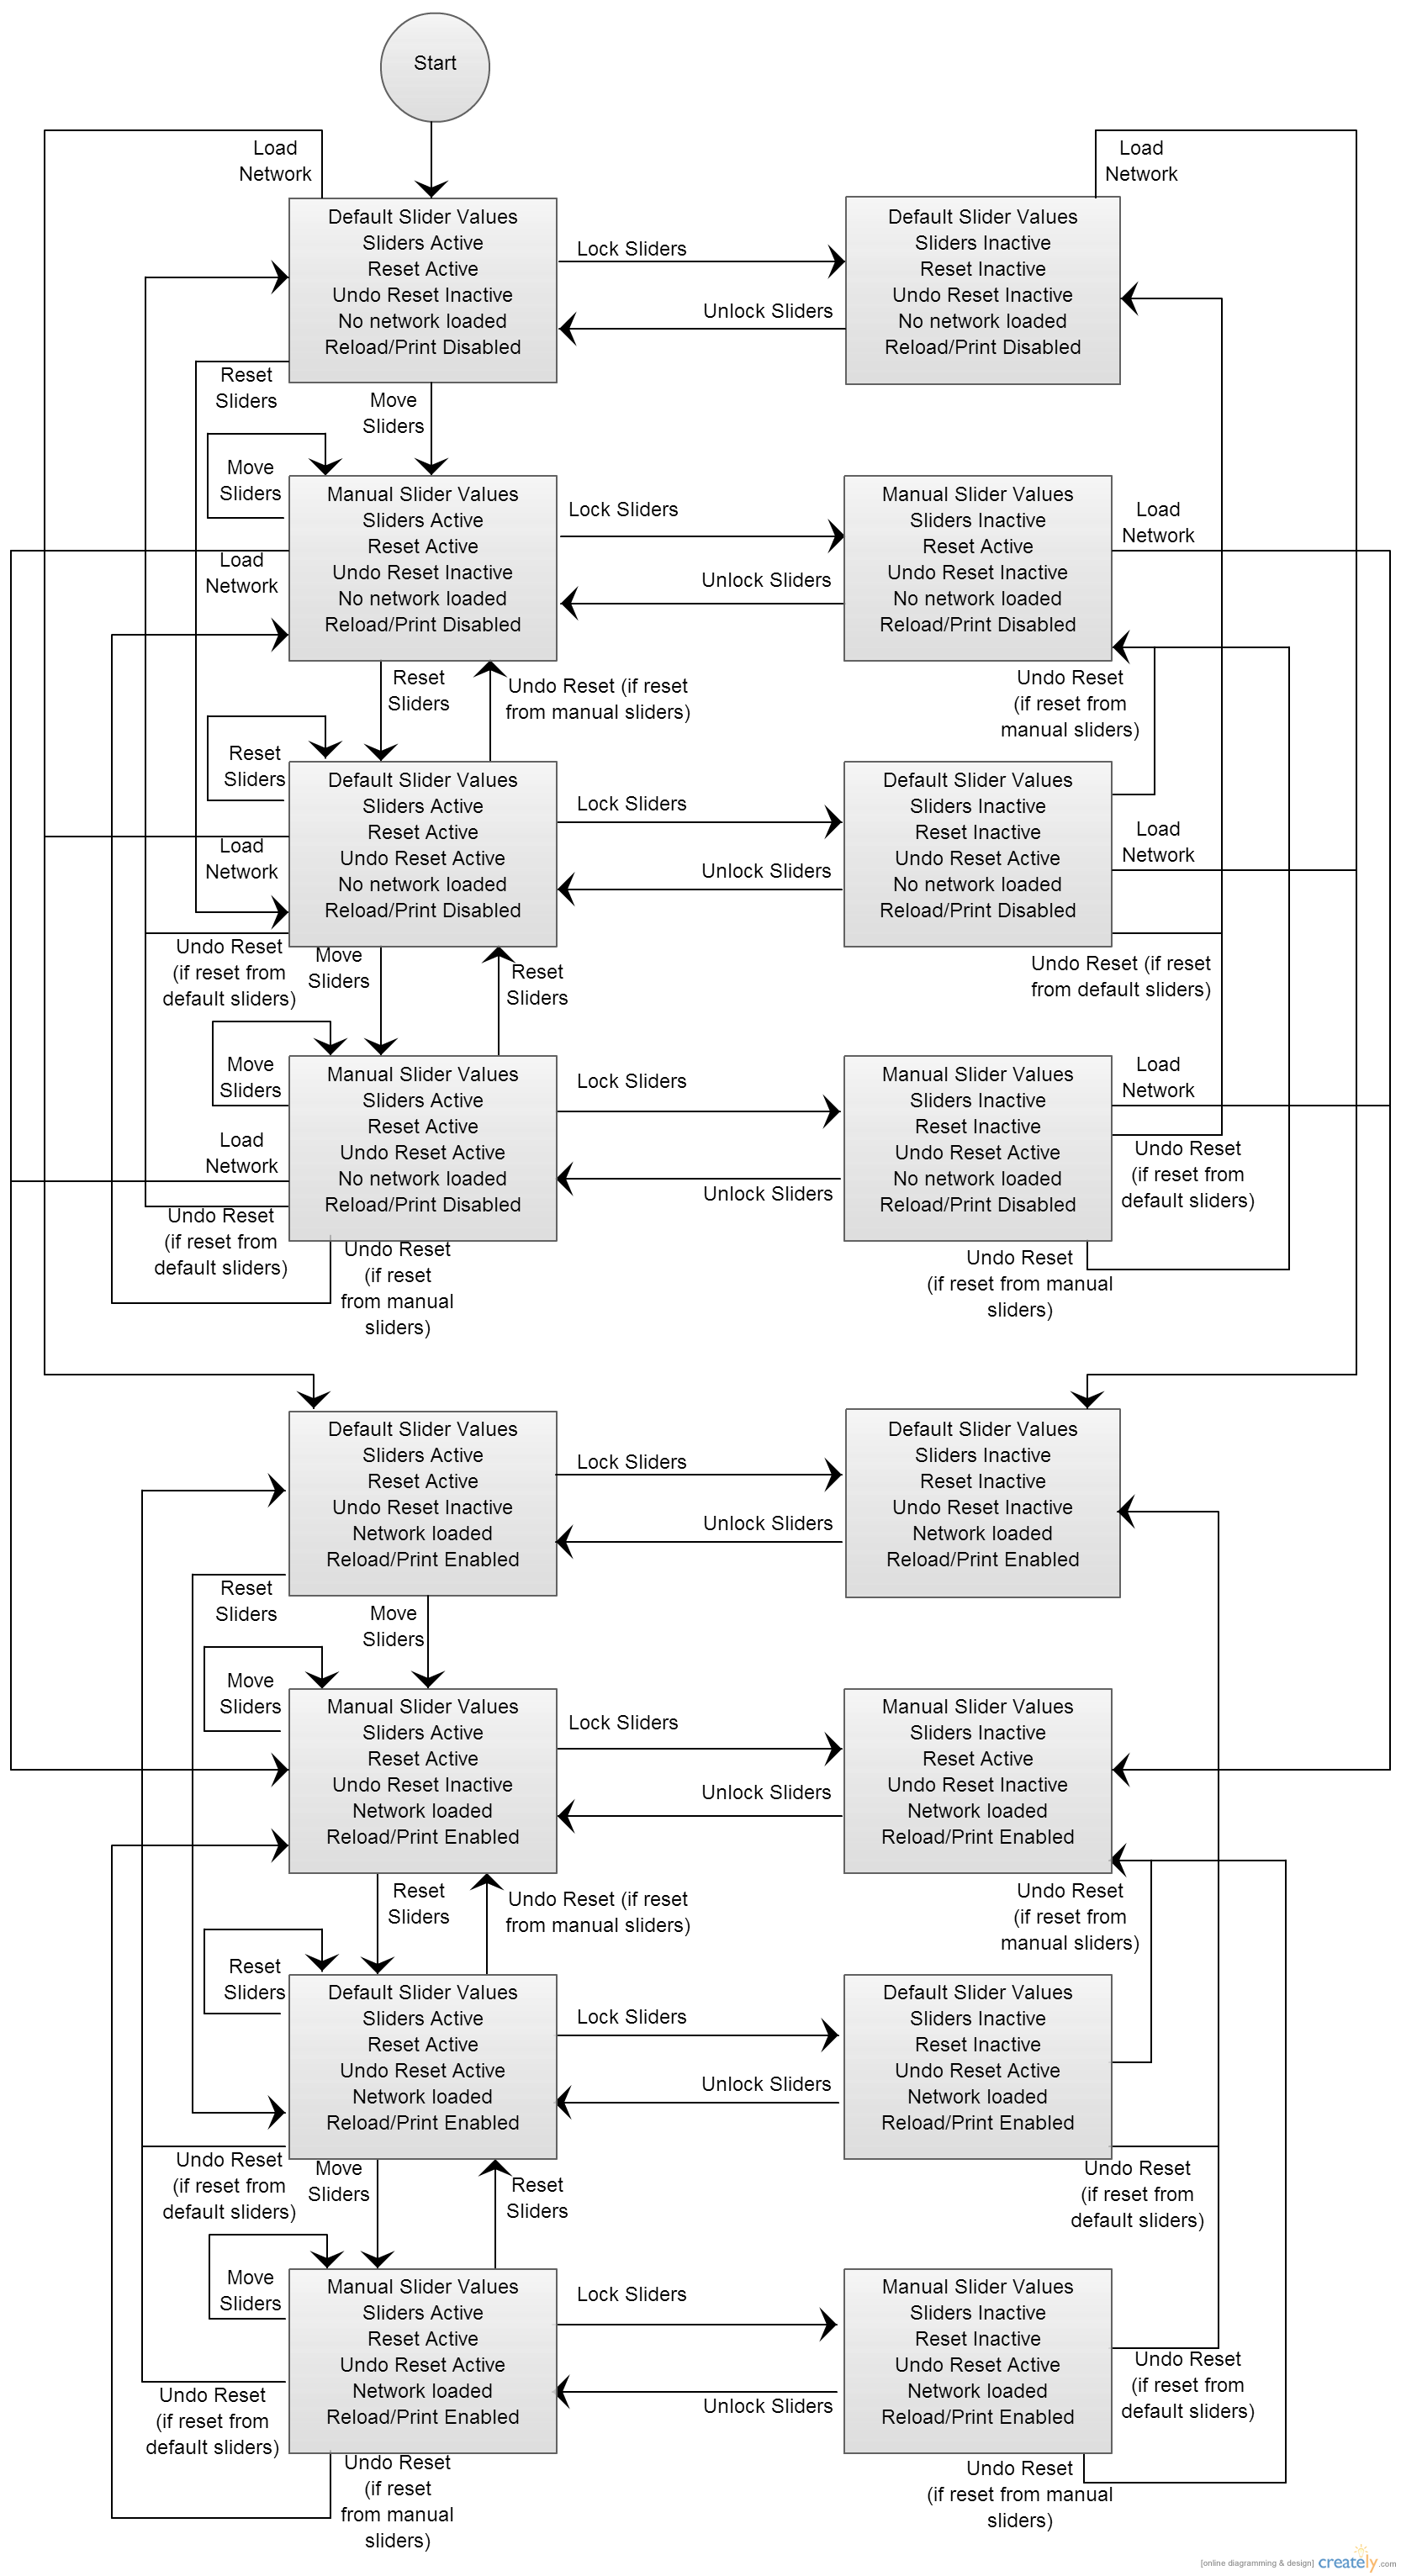 Start
Load
Network
Load
Network
Default Slider Values
Sliders Active
Reset Active
Undo Reset Inactive
No network loaded
Reload/Print Disabled
Lock Sliders
Unlock Sliders
Default Slider Values
Sliders Inactive
Reset Inactive
Undo Reset Inactive
No network loaded
Reload/Print Disabled
Reset
Sliders
Move
Sliders
Move
Sliders
Load
Network
Manual Slider Values
Sliders Active
Reset Active
Undo Reset Inactive
No network loaded
Reload/Print Disabled
Lock Sliders
Unlock Sliders
Manual Slider Values
Sliders Inactive
Reset Active
Undo Reset Inactive
No network loaded
Reload/Print Disabled
Load
Network
Reset
Sliders
Undo Reset (if reset
from manual sliders)
Undo Reset
(if reset from
manual sliders)
Reset
Sliders
Load
Network
Default Slider Values
Sliders Active
Reset Active
Undo Reset Active
No network loaded
Reload/Print Disabled
Lock Sliders
Unlock Sliders
Default Slider Values
Sliders Inactive
Reset Inactive
Undo Reset Active
No network loaded
Reload/Print Disabled
Load
Network
Undo Reset
(if reset from
default sliders)
Move
Sliders
Reset
Sliders
Undo Reset (if reset
from default sliders)
Move
Sliders
Load
Network
Manual Slider Values
Sliders Active
Reset Active
Undo Reset Active
No network loaded
Reload/Print Disabled
Lock Sliders
Unlock Sliders
Manual Slider Values
Sliders Inactive
Reset Inactive
Undo Reset Active
No network loaded
Reload/Print Disabled
Load
Network
Undo Reset
(if reset from
default sliders)
Undo Reset
(if reset from
default sliders)
Undo Reset
(if reset
from manual
sliders)
Undo Reset
(if reset from manual
sliders)
Default Slider Values
Sliders Active
Reset Active
Undo Reset Inactive
Network loaded
Reload/Print Enabled
Lock Sliders
Unlock Sliders
Default Slider Values
Sliders Inactive
Reset Inactive
Undo Reset Inactive
Network loaded
Reload/Print Enabled
Reset
Sliders
Move
Sliders
Move
Sliders
Manual Slider Values
Sliders Active
Reset Active
Undo Reset Inactive
Network loaded
Reload/Print Enabled
Lock Sliders
Unlock Sliders
Manual Slider Values
Sliders Inactive
Reset Active
Undo Reset Inactive
Network loaded
Reload/Print Enabled
Reset
Sliders
Undo Reset (if reset
from manual sliders)
Undo Reset
(if reset from
manual sliders)
Reset
Sliders
Default Slider Values
Sliders Active
Reset Active
Undo Reset Active
Network loaded
Reload/Print Enabled
Lock Sliders
Unlock Sliders
Default Slider Values
Sliders Inactive
Reset Inactive
Undo Reset Active
Network loaded
Reload/Print Enabled
Undo Reset
(if reset from
default sliders)
Move
Sliders
Reset
Sliders
Undo Reset
(if reset from
default sliders)
Move
Sliders
Manual Slider Values
Sliders Active
Reset Active
Undo Reset Active
Network loaded
Reload/Print Enabled
Lock Sliders
Unlock Sliders
Manual Slider Values
Sliders Inactive
Reset Inactive
Undo Reset Active
Network loaded
Reload/Print Enabled
Undo Reset
(if reset from
default sliders)
Undo Reset
(if reset from
default sliders)
Undo Reset
(if reset
from manual
sliders)
Undo Reset
(if reset from manual
sliders)
[online diagramming & design] creately.com